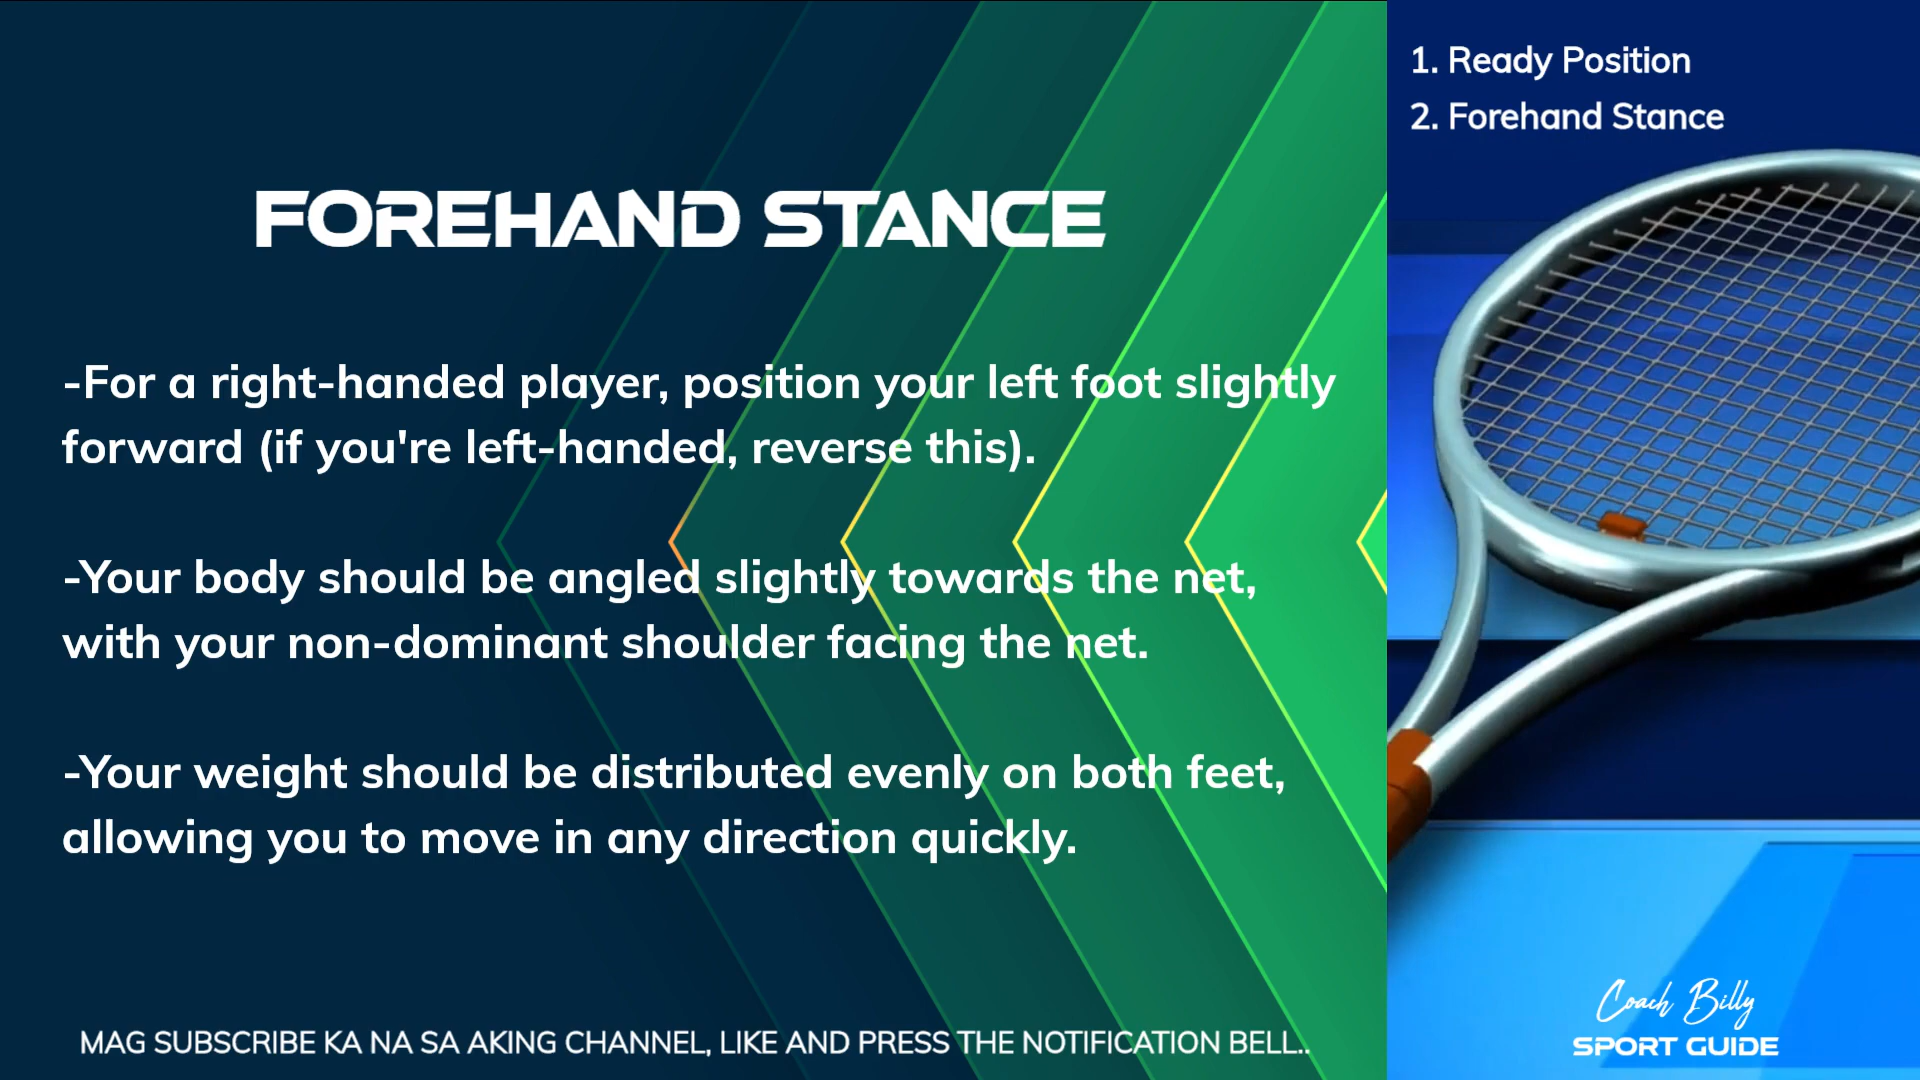 FOREHAND STANCE
-For a right-handed player, position your left foot slightly
forward (if you're left-handed, reverse this).
-Your body should be angled slightly towards the net,
with your non-dominant shoulder facing the net.
-Your weight should be distributed evenly on both feet,
allowing you to move in any direction quickly.
MAG SUBSCRIBE KA NA SA AKING CHANNEL, LIKE AND PRESS THE NOTIFICATION BELL..
1. Ready Position
2. Forehand Stance
Coach Billy
SPORT GUIDE